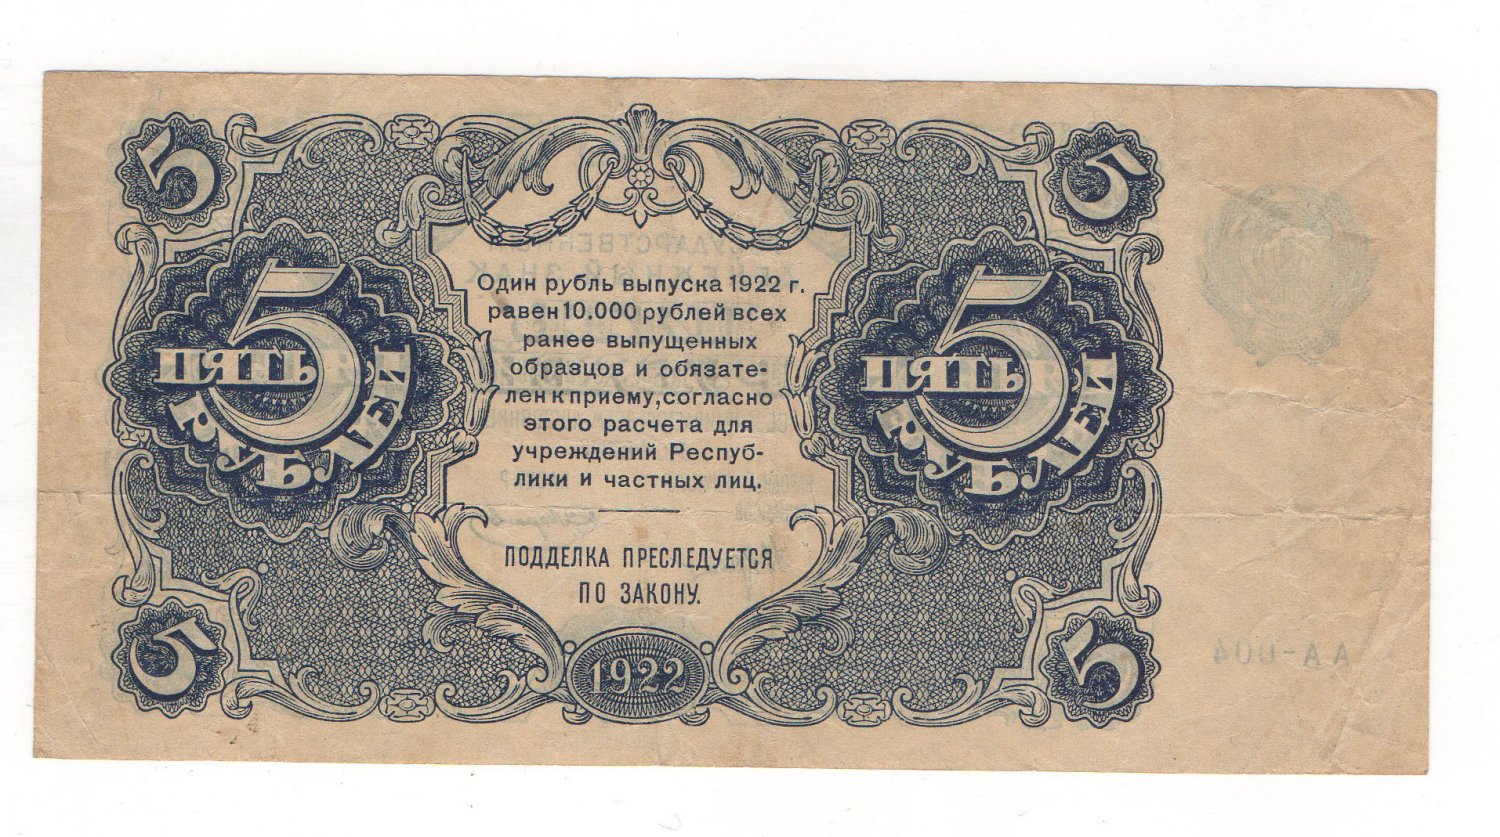 5
5
ПЯТЬ
5
РУБЛЕЙ
Один рубль выпуска 1922 г.
равен 10.000 рублей всех
ранее выпущенных
образцов и обязате-
лен к приему, согласно
этого расчета для
учреждений Респуб-
лики и частных лиц.
ПОДДЕЛКА ПРЕСЛЕДУЕТСЯ
ПО ЗАКОНУ.
ПЯТЬ
5
РУБЛЕЙ
5
1922
5
АА-004